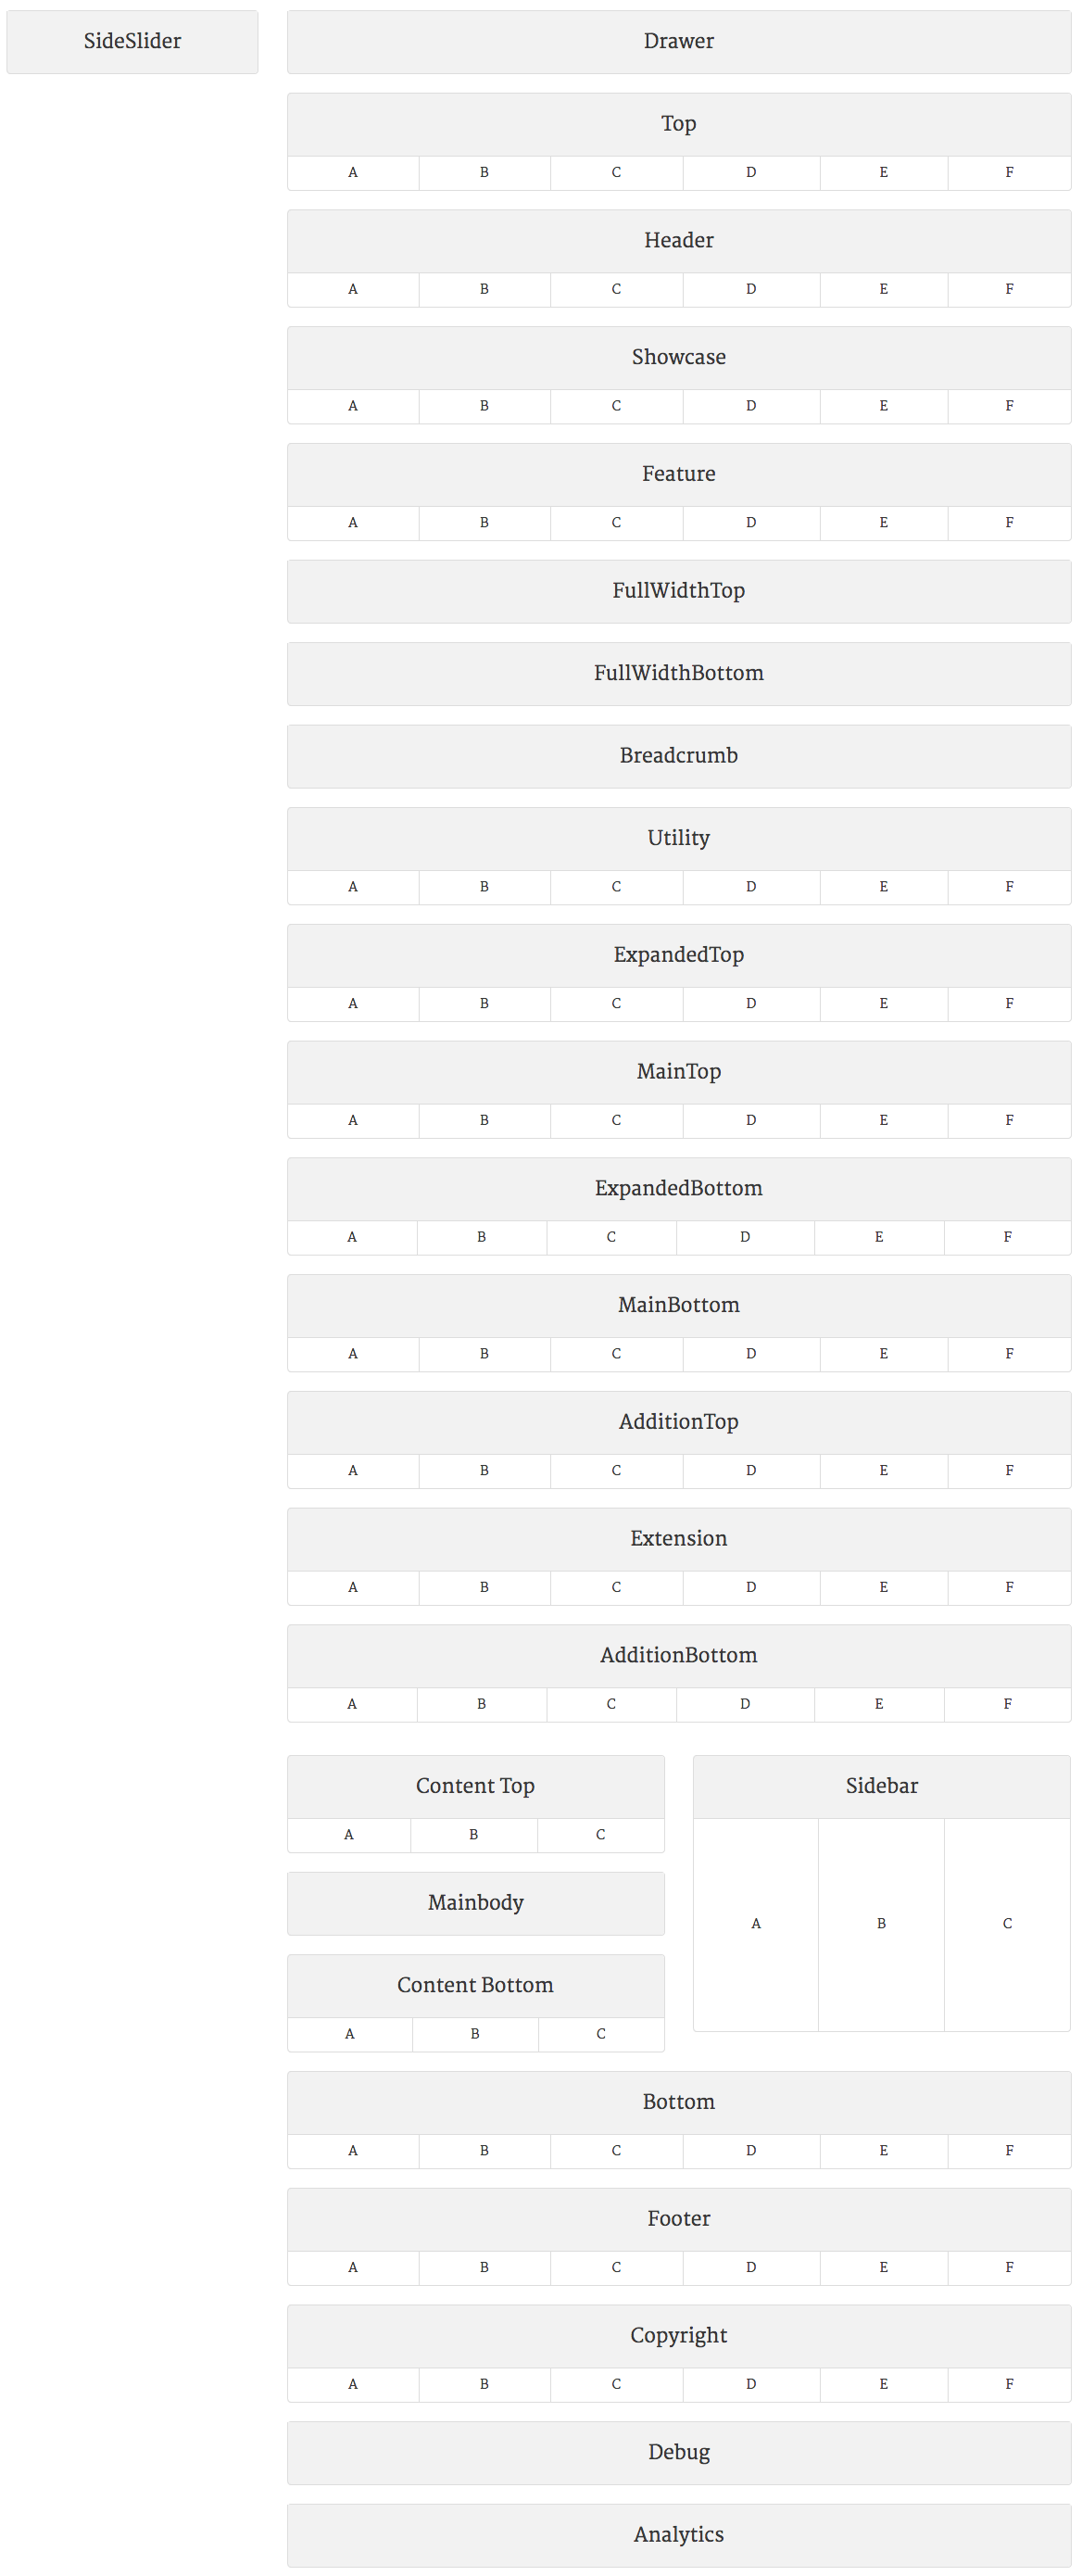 SideSlider
Drawer
Top
A B C D E F
Header
A B C D E F
Showcase
A B C D E F
Feature
A B C D E F
FullWidthTop
FullWidthBottom
Breadcrumb
Utility
A B C D E F
ExpandedTop
A B C D E F
MainTop
A B C D E F
ExpandedBottom
A B C D E F
MainBottom
A B C D E F
AdditionTop
A B C D E F
Extension
A B C D E F
AdditionBottom
A B C D E F
Content Top
A B C
Mainbody
Content Bottom
A B C
Sidebar
A B C
Bottom
A B C D E F
Footer
A B C D E F
Copyright
A B C D E F
Debug
Analytics